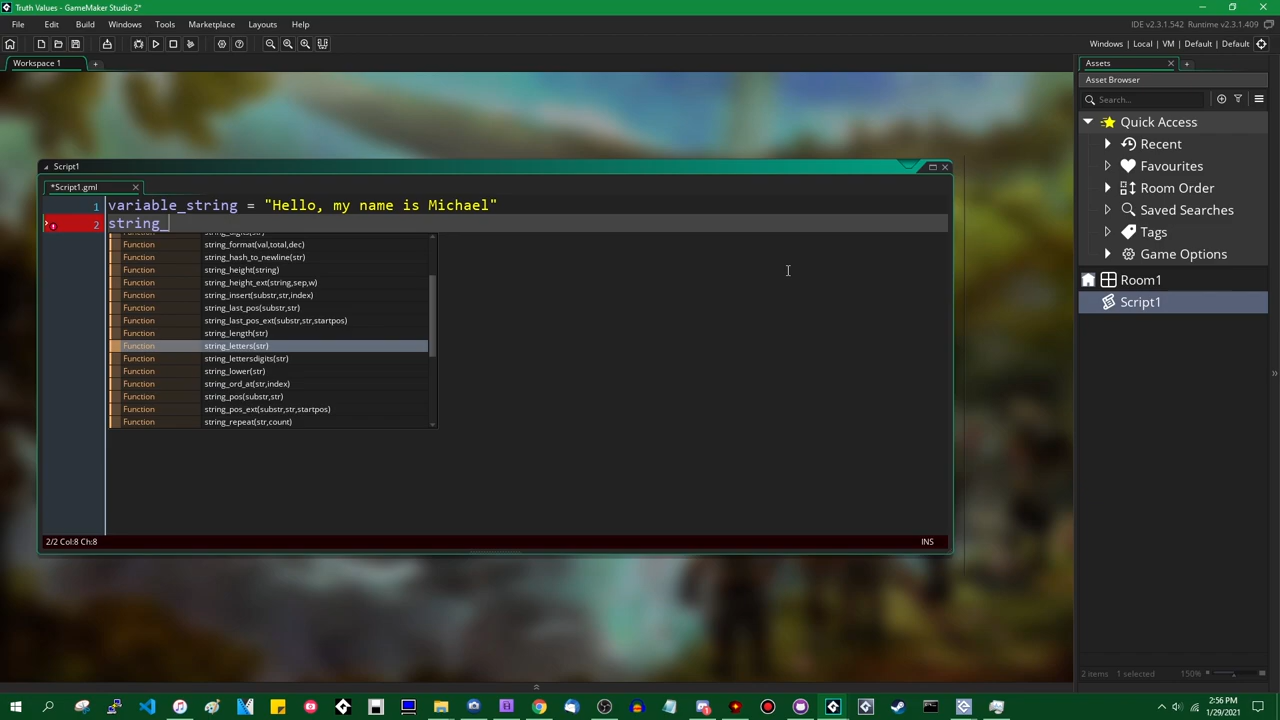 Truth Values - GameMaker Studio 2*
File Edit Build Windows Tools Marketplace Layouts Help
IDE v2.3.1.542 Runtime v2.3.1.409
Windows | Local | VM | Default | Default
Workspace 1
Assets
Asset Browser
Search...
Quick Access
Recent
Favourites
Room Order
Saved Searches
Tags
Game Options
Room1
Script1
Script1
*Script1.gml
1 variable_string = "Hello, my name is Michael"
2 string_
Function string_format(val,total,dec)
Function string_hash_to_newline(str)
Function string_height(string)
Function string_height_ext(string,sep,w)
Function string_insert(substr,str,index)
Function string_last_pos(substr,str)
Function string_last_pos_ext(substr,str,startpos)
Function string_length(str)
Function string_letters(str)
Function string_lettersdigits(str)
Function string_lower(str)
Function string_ord_at(str,index)
Function string_pos(substr,str)
Function string_pos_ext(substr,str,startpos)
Function string_repeat(str,count)
2/2 Col:8 Ch:8
INS
2 items 1 selected 150%
2:56 PM
1/29/2021